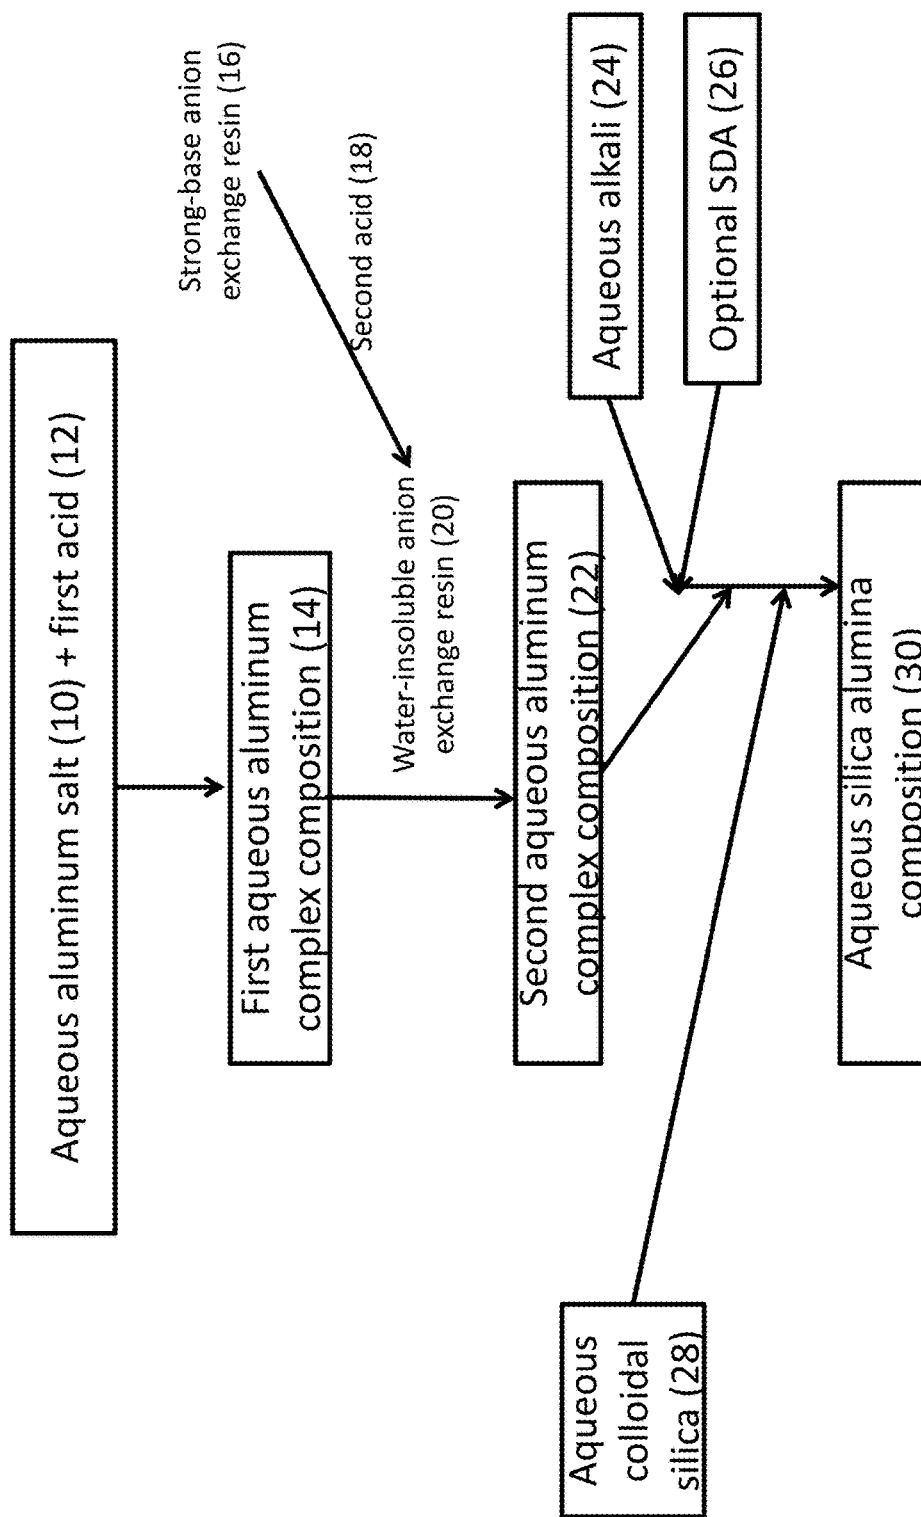 Aqueous aluminum salt (10) + first acid (12)
Strong-base anion
exchange resin (16)
First aqueous aluminum
complex composition (14)
Second acid (18)
Water-insoluble anion
exchange resin (20)
Second aqueous aluminum
complex composition (22)
Aqueous alkali (24)
Optional SDA (26)
Aqueous
colloidal
silica (28)
Aqueous silica alumina
composition (30)